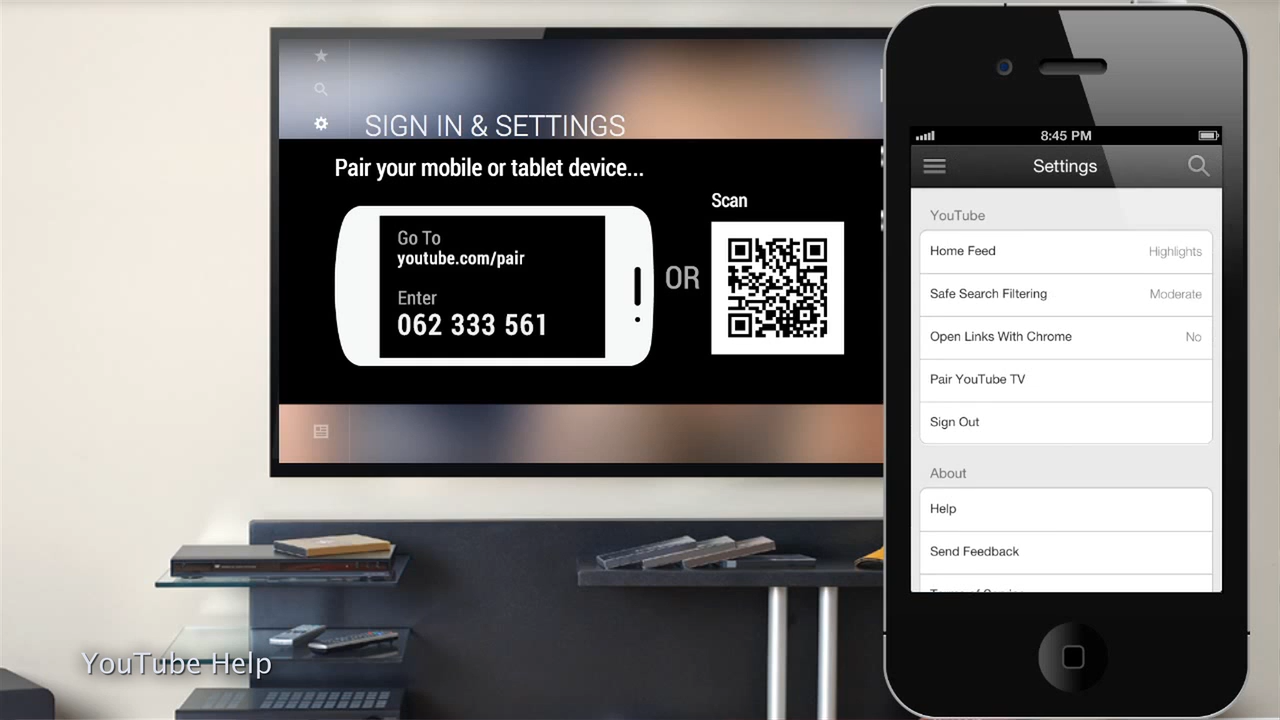 SIGN IN & SETTINGS
Pair your mobile or tablet device...
Go To
youtube.com/pair
Enter
062 333 561
OR
Scan
8:45 PM
Settings
YouTube
Home Feed
Highlights
Safe Search Filtering
Moderate
Open Links With Chrome
No
Pair YouTube TV
Sign Out
About
Help
Send Feedback
YouTube Help